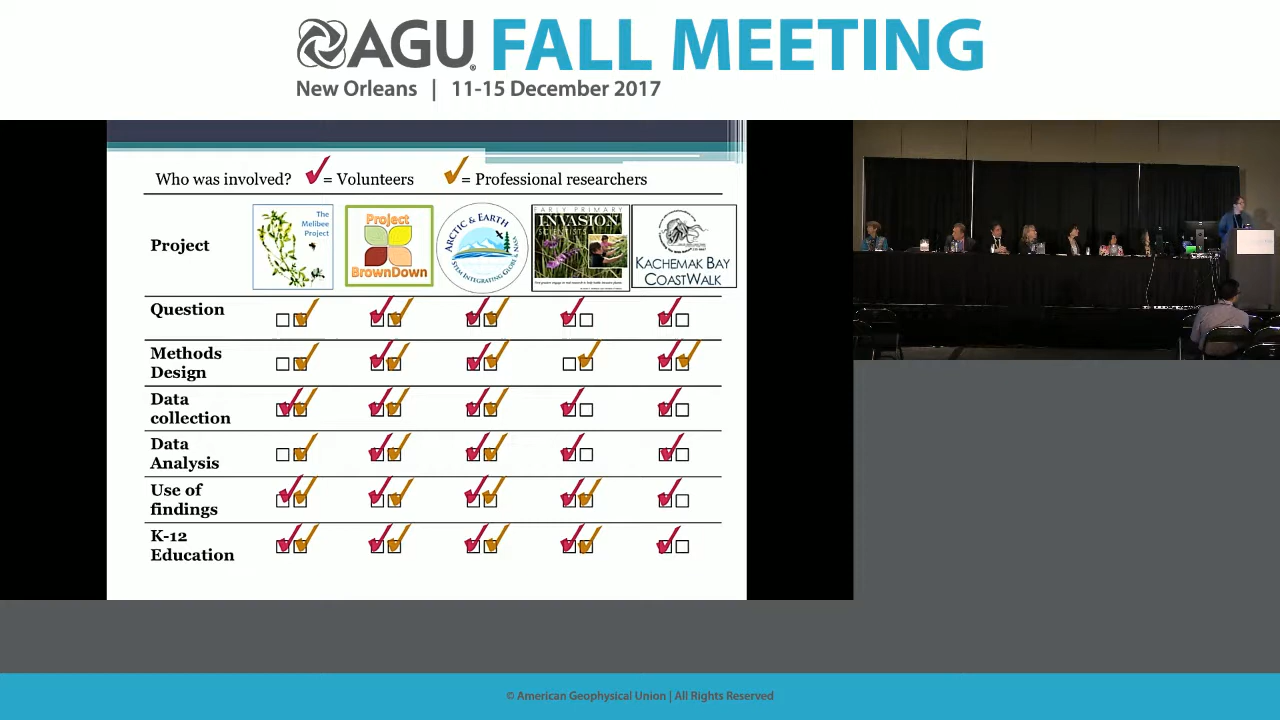 AGU FALL MEETING
New Orleans | 11-15 December 2017
Who was involved? = Volunteers = Professional researchers
Project
The
Melibee
Project
Project
BrownDown
ARCTIC & EARTH
STEM INTEGRATING GLOBE & NASA
EARLY PRIMARY
INVASION
SCIENTISTS
KACHEMAK BAY
COASTWALK
Question
Methods
Design
Data
collection
Data
Analysis
Use of
findings
K-12
Education
© American Geophysical Union | All Rights Reserved